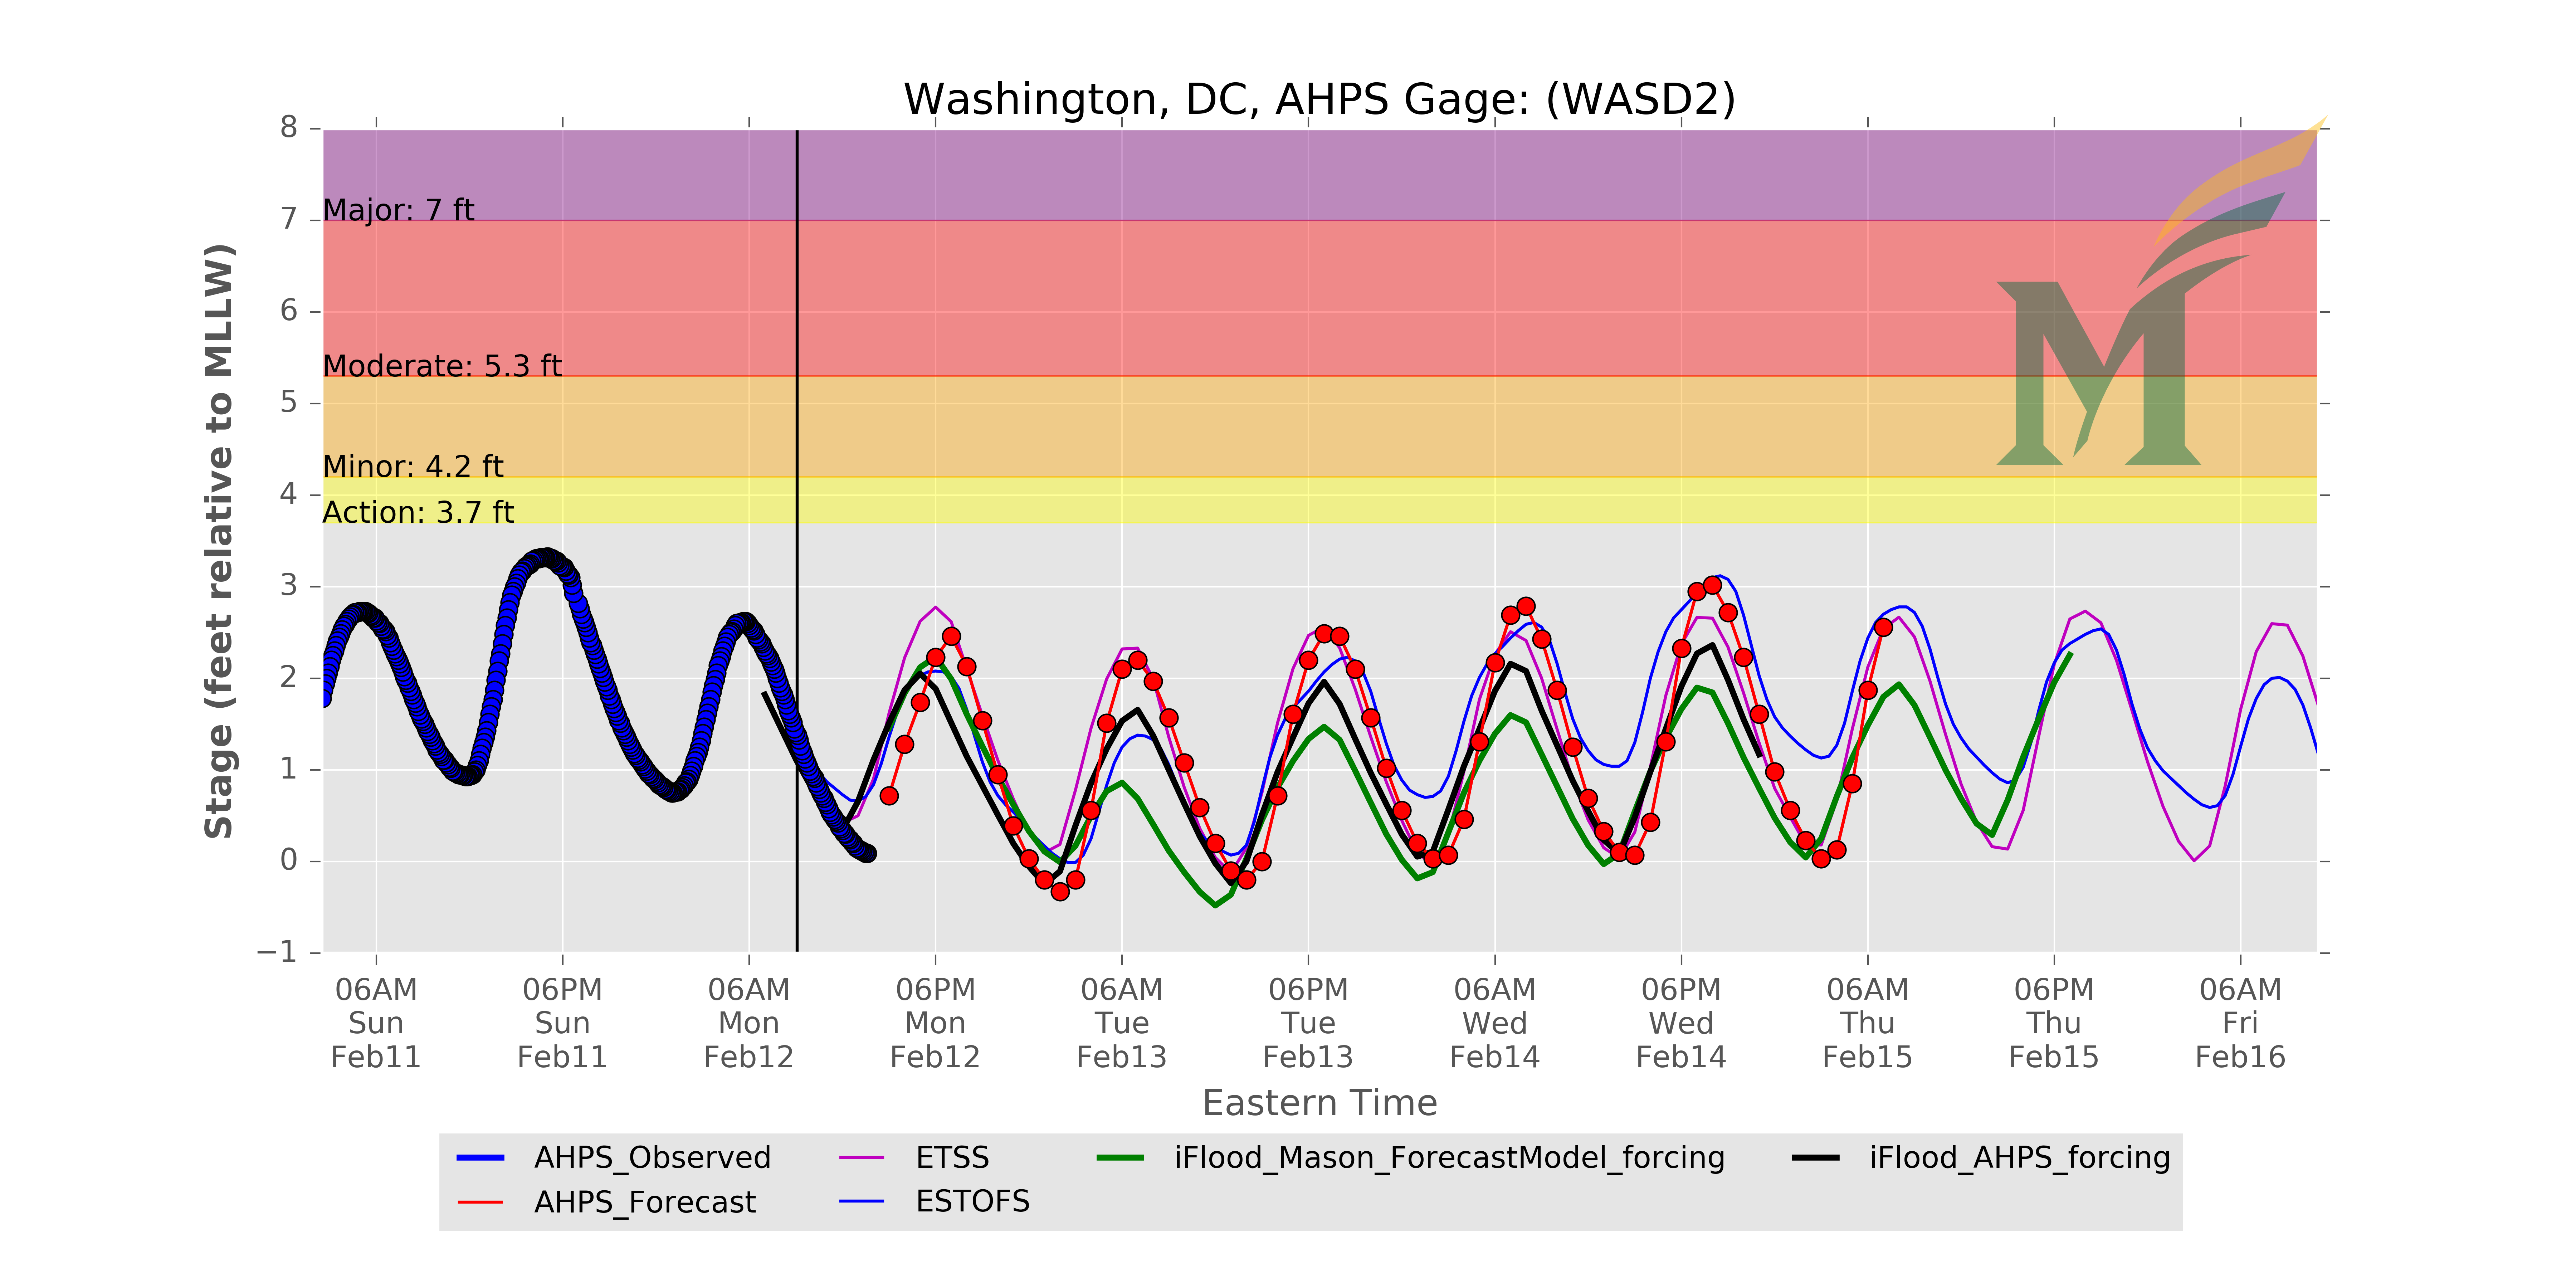 Washington, DC, AHPS Gage: (WASD2)
8
7
6
5
4
3
2
1
0
−1
Stage (feet relative to MLLW)
Major: 7 ft
Moderate: 5.3 ft
Minor: 4.2 ft
Action: 3.7 ft
M
06AM 06PM 06AM 06PM 06AM 06PM 06AM 06PM 06AM 06PM 06AM
Sun Sun Mon Mon Tue Tue Wed Wed Thu Thu Fri
Feb11 Feb11 Feb12 Feb12 Feb13 Feb13 Feb14 Feb14 Feb15 Feb15 Feb16
Eastern Time
AHPS_Observed ETSS iFlood_Mason_ForecastModel_forcing iFlood_AHPS_forcing
AHPS_Forecast ESTOFS